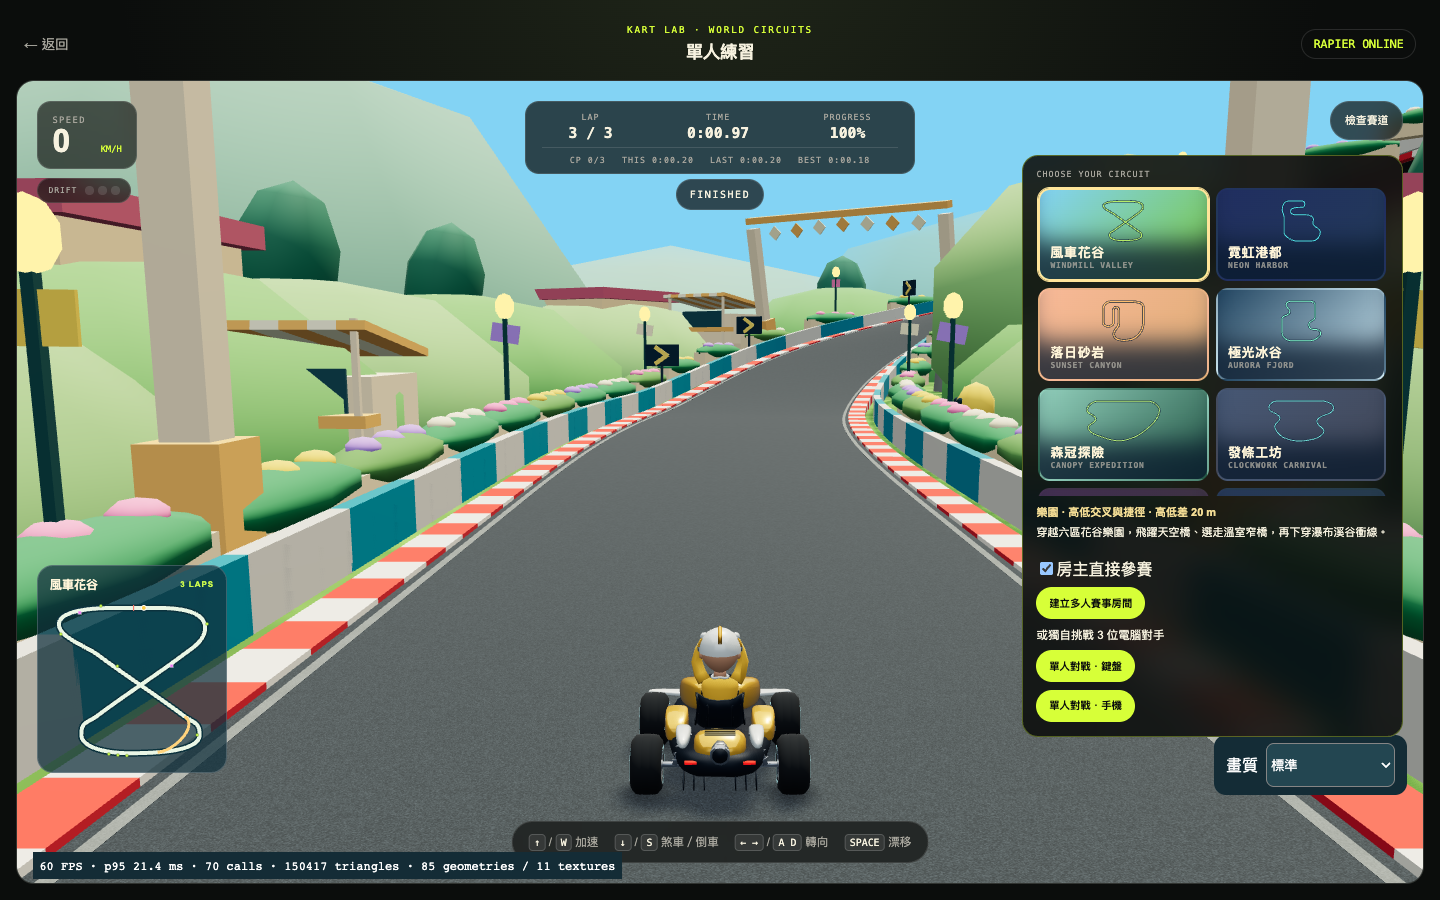 ← 返回
KART LAB · WORLD CIRCUITS
單人練習
RAPIER ONLINE
SPEED
0 KM/H
DRIFT
LAP TIME PROGRESS
3 / 3 0:00.97 100%
CP 0/3 THIS 0:00.20 LAST 0:00.20 BEST 0:00.18
FINISHED
檢查賽道
CHOOSE YOUR CIRCUIT
風車花谷
WINDMILL VALLEY
霓虹港都
NEON HARBOR
落日砂岩
SUNSET CANYON
極光冰谷
AURORA FJORD
森冠探險
CANOPY EXPEDITION
發條工坊
CLOCKWORK CARNIVAL
樂園 · 高低交叉與捷徑 · 高低差 20 m
穿越六區花谷樂園，飛躍天空橋、選走溫室窄橋，再下穿瀑布溪谷衝線。
房主直接參賽
建立多人賽事房間
或獨自挑戰 3 位電腦對手
單人對戰 · 鍵盤
單人對戰 · 手機
畫質 標準
風車花谷 3 LAPS
↑ / W 加速 ↓ / S 煞車 / 倒車 ← → / A D 轉向 SPACE 漂移
60 FPS · p95 21.4 ms · 70 calls · 150417 triangles · 85 geometries / 11 textures